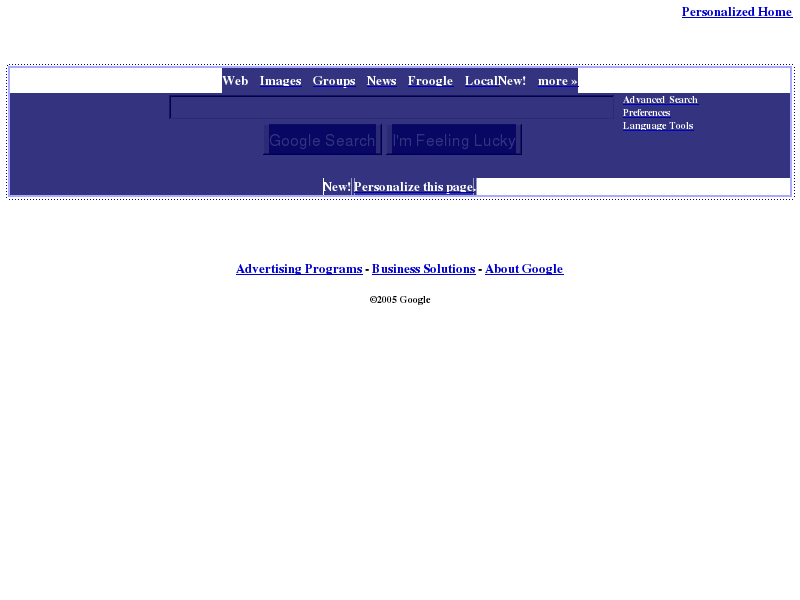 Personalized Home
Web Images Groups News Froogle LocalNew! more »
Advanced Search
Preferences
Language Tools
Google Search I'm Feeling Lucky
New! Personalize this page.
Advertising Programs - Business Solutions - About Google
©2005 Google